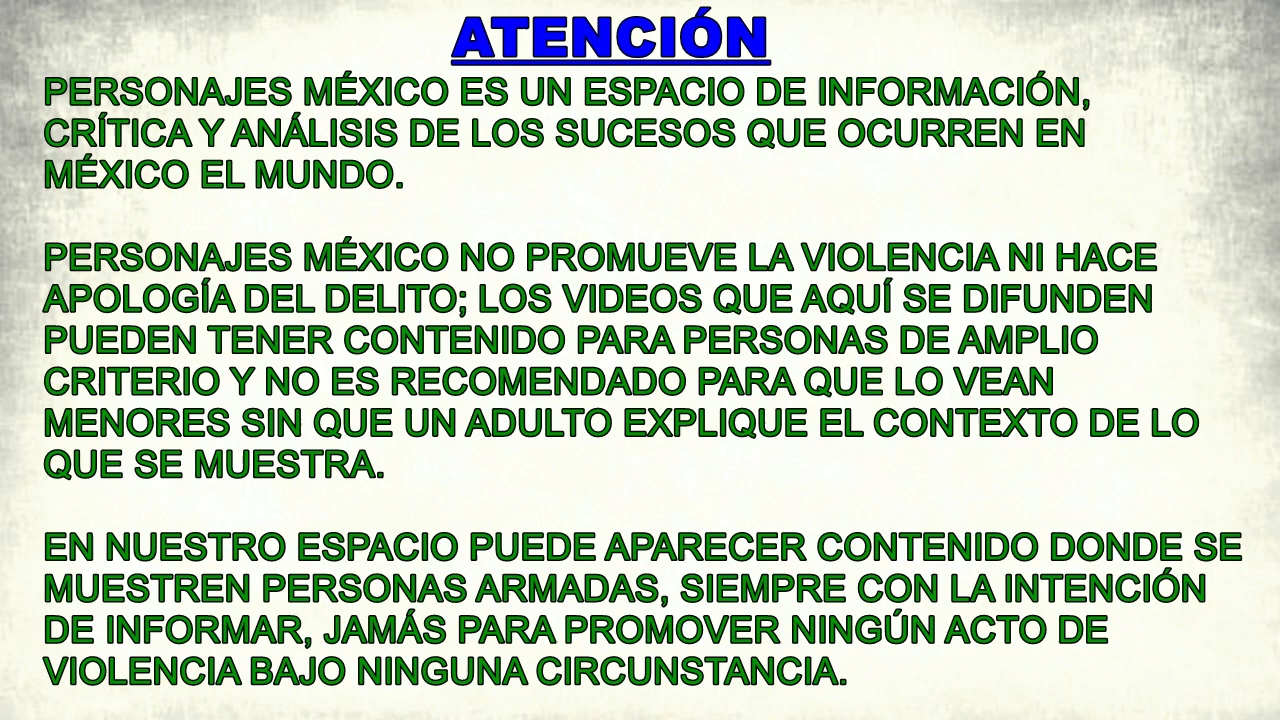 ATENCIÓN
PERSONAJES MÉXICO ES UN ESPACIO DE INFORMACIÓN,
CRÍTICA Y ANÁLISIS DE LOS SUCESOS QUE OCURREN EN
MÉXICO EL MUNDO.
PERSONAJES MÉXICO NO PROMUEVE LA VIOLENCIA NI HACE
APOLOGÍA DEL DELITO; LOS VIDEOS QUE AQUÍ SE DIFUNDEN
PUEDEN TENER CONTENIDO PARA PERSONAS DE AMPLIO
CRITERIO Y NO ES RECOMENDADO PARA QUE LO VEAN
MENORES SIN QUE UN ADULTO EXPLIQUE EL CONTEXTO DE LO
QUE SE MUESTRA.
EN NUESTRO ESPACIO PUEDE APARECER CONTENIDO DONDE SE
MUESTREN PERSONAS ARMADAS, SIEMPRE CON LA INTENCIÓN
DE INFORMAR, JAMÁS PARA PROMOVER NINGÚN ACTO DE
VIOLENCIA BAJO NINGUNA CIRCUNSTANCIA.